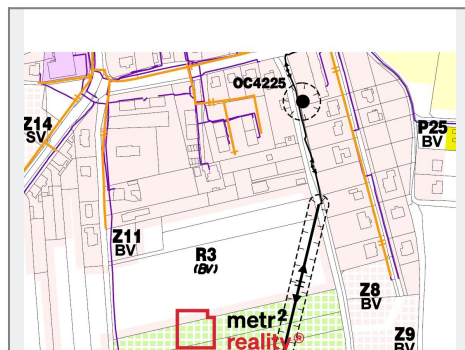 OC4225
Z14
SV
P25
BV
Z11
BV
R3
(BV)
Z8
BV
Z9
BV
metr²
reality®